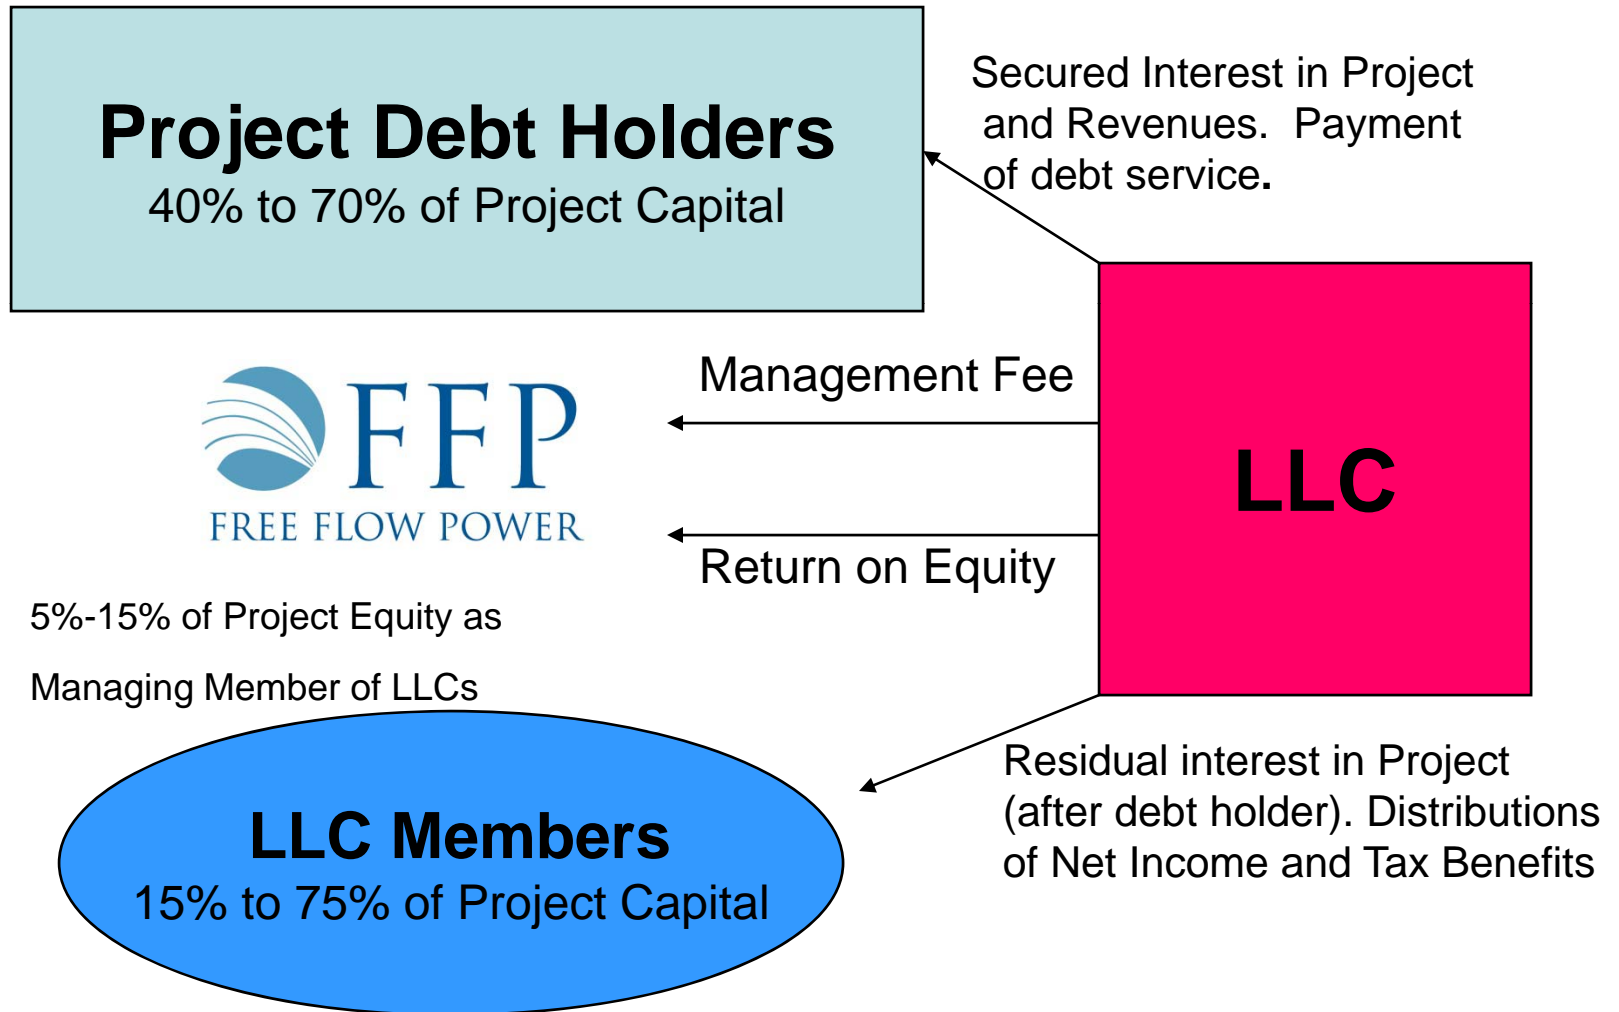 Project Debt Holders
40% to 70% of Project Capital
Secured Interest in Project
and Revenues.  Payment
of debt service.
FFP
FREE FLOW POWER
Management Fee
Return on Equity
LLC
5%-15% of Project Equity as
Managing Member of LLCs
LLC Members
15% to 75% of Project Capital
Residual interest in Project
(after debt holder). Distributions
of Net Income and Tax Benefits